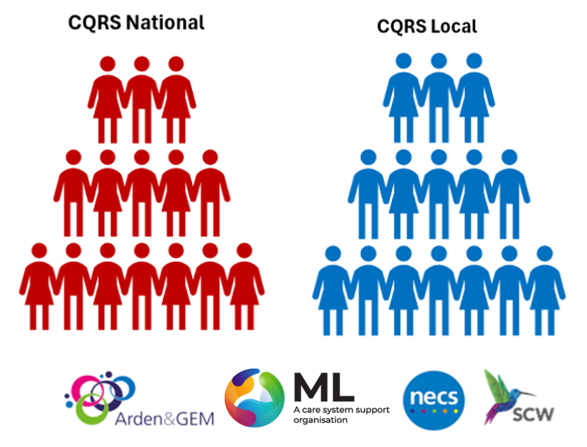 CQRS National
CQRS Local
Arden&GEM
ML
A care system support
organisation
necs
SCW